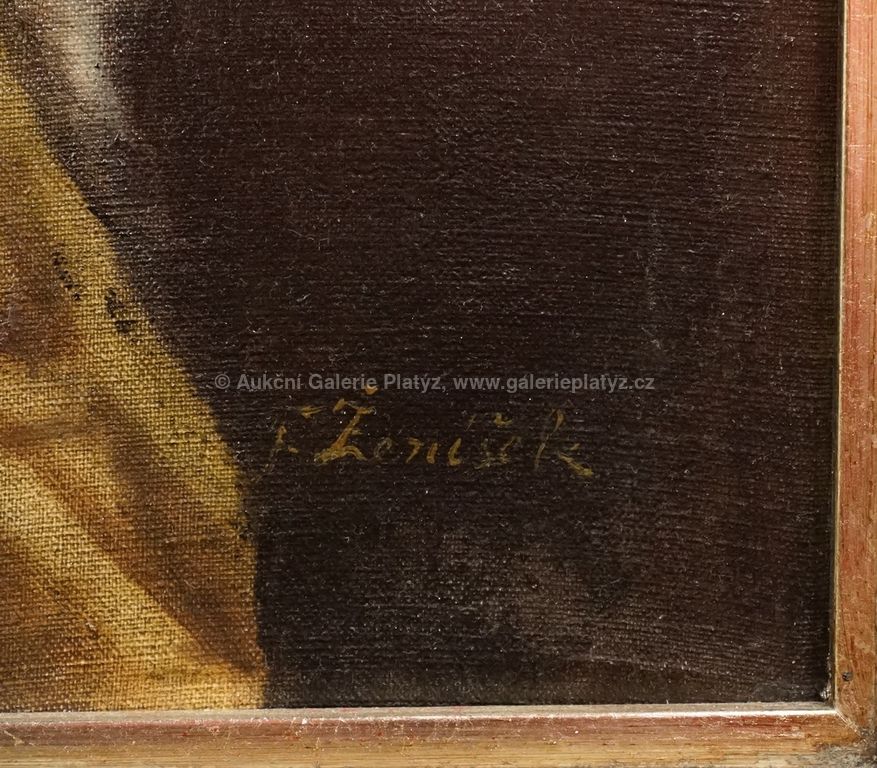 © Aukční Galerie Platýz, www.galerieplatyz.cz
F. Ženíšek